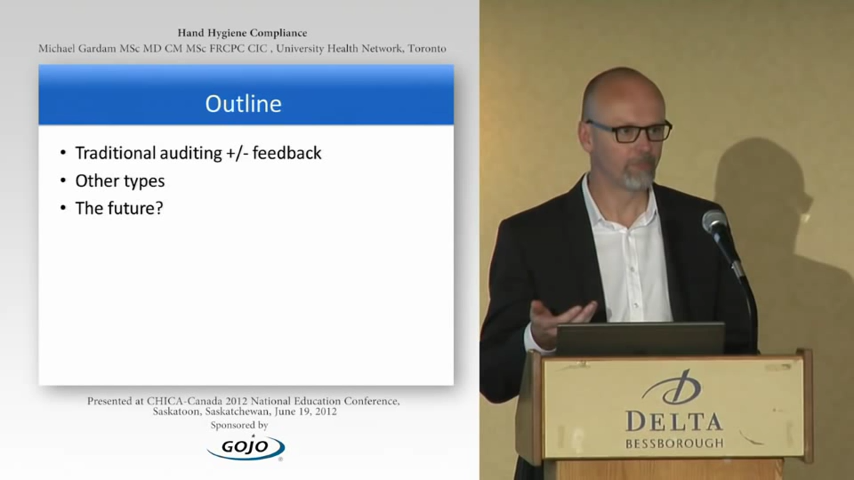 Hand Hygiene Compliance
Michael Gardam MSc MD CM MSc FRCPC CIC , University Health Network, Toronto
Outline
• Traditional auditing +/- feedback
• Other types
• The future?
Presented at CHICA-Canada 2012 National Education Conference,
Saskatoon, Saskatchewan, June 19, 2012
Sponsored by
GOJO®
DELTA
BESSBOROUGH